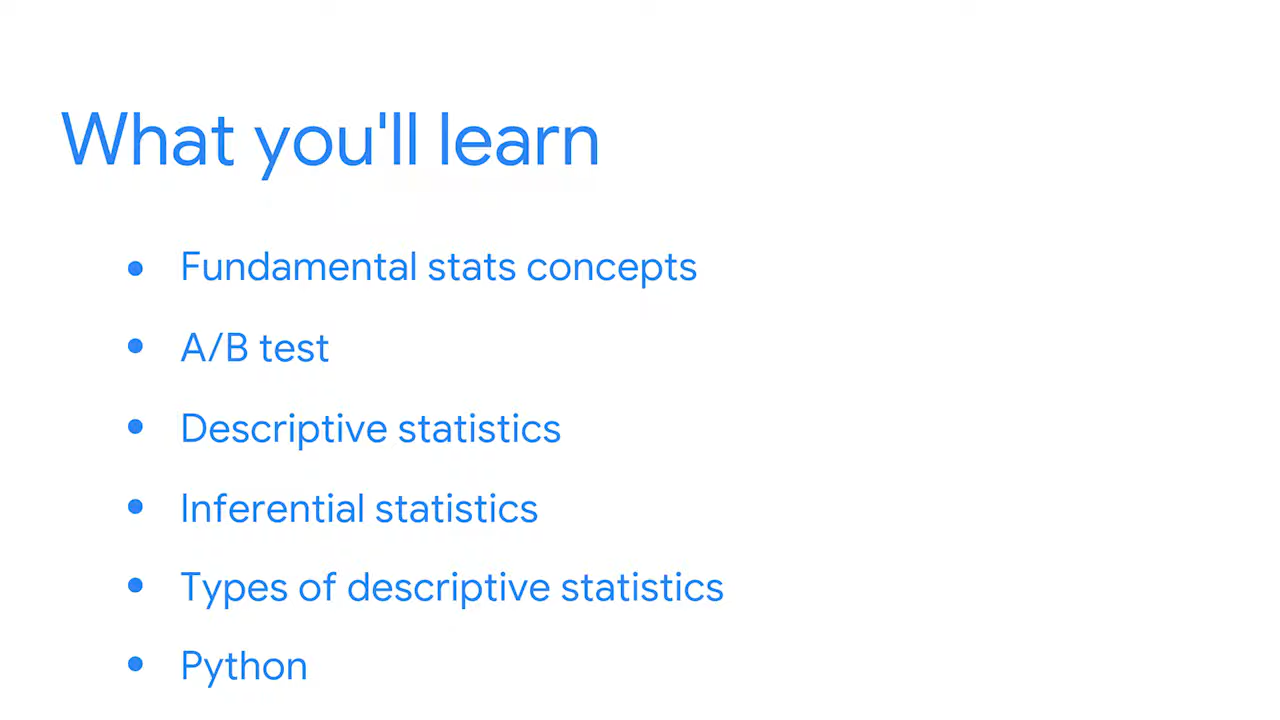 What you'll learn
• Fundamental stats concepts
• A/B test
• Descriptive statistics
• Inferential statistics
• Types of descriptive statistics
• Python